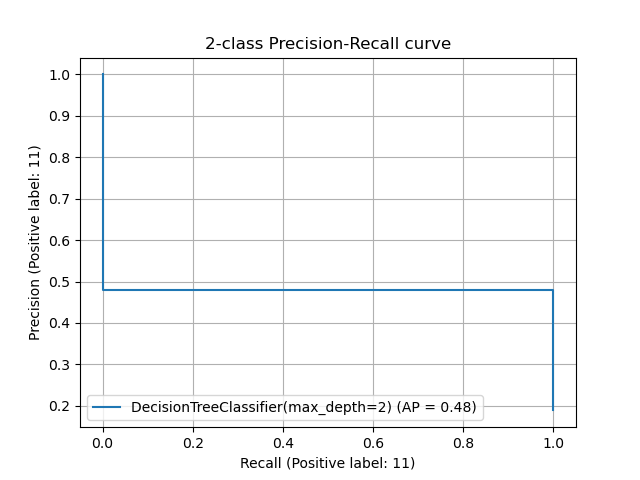 2-class Precision-Recall curve
1.0
0.9
0.8
0.7
0.6
0.5
0.4
0.3
0.2
Precision (Positive label: 11)
DecisionTreeClassifier(max_depth=2) (AP = 0.48)
0.0 0.2 0.4 0.6 0.8 1.0
Recall (Positive label: 11)